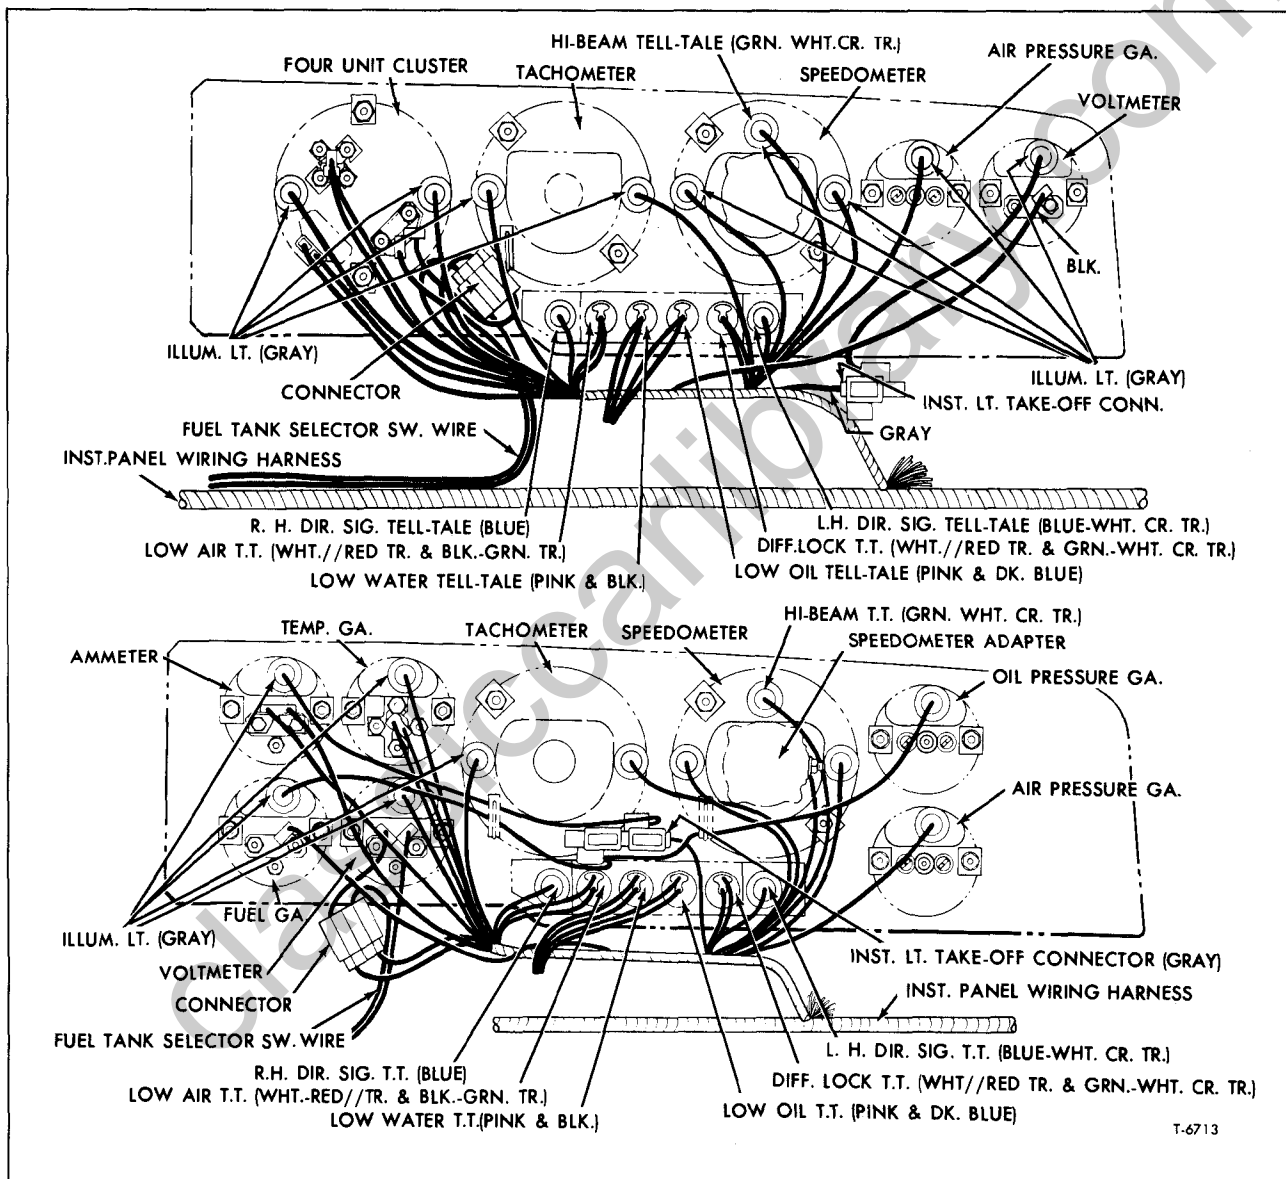 HI-BEAM TELL-TALE (GRN. WHT.CR. TR.)
AIR PRESSURE GA.
FOUR UNIT CLUSTER
TACHOMETER
SPEEDOMETER
VOLTMETER
BLK.
ILLUM. LT. (GRAY)
CONNECTOR
ILLUM. LT. (GRAY)
INST. LT. TAKE-OFF CONN.
FUEL TANK SELECTOR SW. WIRE
GRAY
INST.PANEL WIRING HARNESS
R. H. DIR. SIG. TELL-TALE (BLUE)
L.H. DIR. SIG. TELL-TALE (BLUE-WHT. CR. TR.)
LOW AIR T.T. (WHT.//RED TR. & BLK.-GRN. TR.)
DIFF.LOCK T.T. (WHT.//RED TR. & GRN.-WHT. CR. TR.)
LOW WATER TELL-TALE (PINK & BLK.)
LOW OIL TELL-TALE (PINK & DK. BLUE)
HI-BEAM T.T. (GRN. WHT. CR. TR.)
TEMP. GA.
TACHOMETER
SPEEDOMETER
SPEEDOMETER ADAPTER
AMMETER
OIL PRESSURE GA.
AIR PRESSURE GA.
FUEL GA.
ILLUM. LT. (GRAY)
VOLTMETER
INST. LT. TAKE-OFF CONNECTOR (GRAY)
CONNECTOR
INST. PANEL WIRING HARNESS
FUEL TANK SELECTOR SW. WIRE
L. H. DIR. SIG. T.T. (BLUE-WHT. CR. TR.)
R.H. DIR. SIG. T.T. (BLUE)
DIFF. LOCK T.T. (WHT//RED TR. & GRN.-WHT. CR. TR.)
LOW AIR T.T. (WHT.-RED//TR. & BLK.-GRN. TR.)
LOW OIL T.T. (PINK & DK. BLUE)
LOW WATER T.T.(PINK & BLK.)
T-6713
classiccarlibrary.com